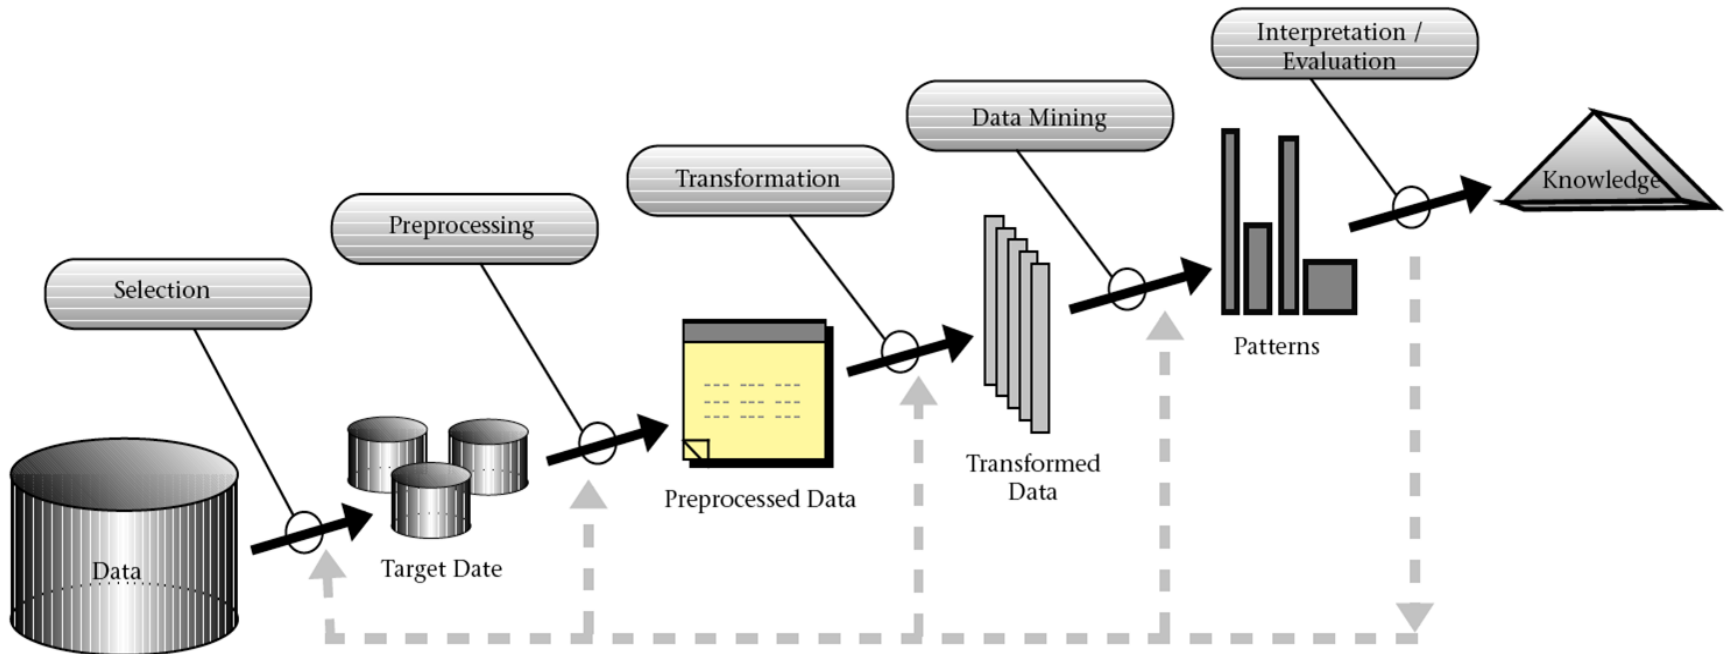 Interpretation /
Evaluation
Data Mining
Transformation
Preprocessing
Selection
Knowledge
Patterns
Transformed
Data
Preprocessed Data
Target Date
Data